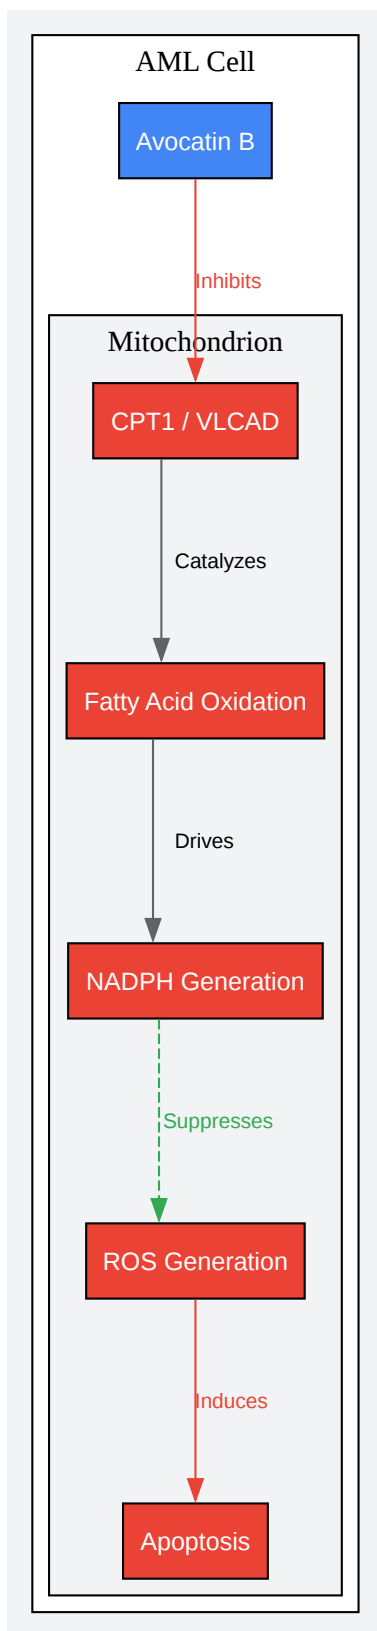 AML Cell
Avocatin B
Inhibits
Mitochondrion
CPT1 / VLCAD
Catalyzes
Fatty Acid Oxidation
Drives
NADPH Generation
Suppresses
ROS Generation
Induces
Apoptosis